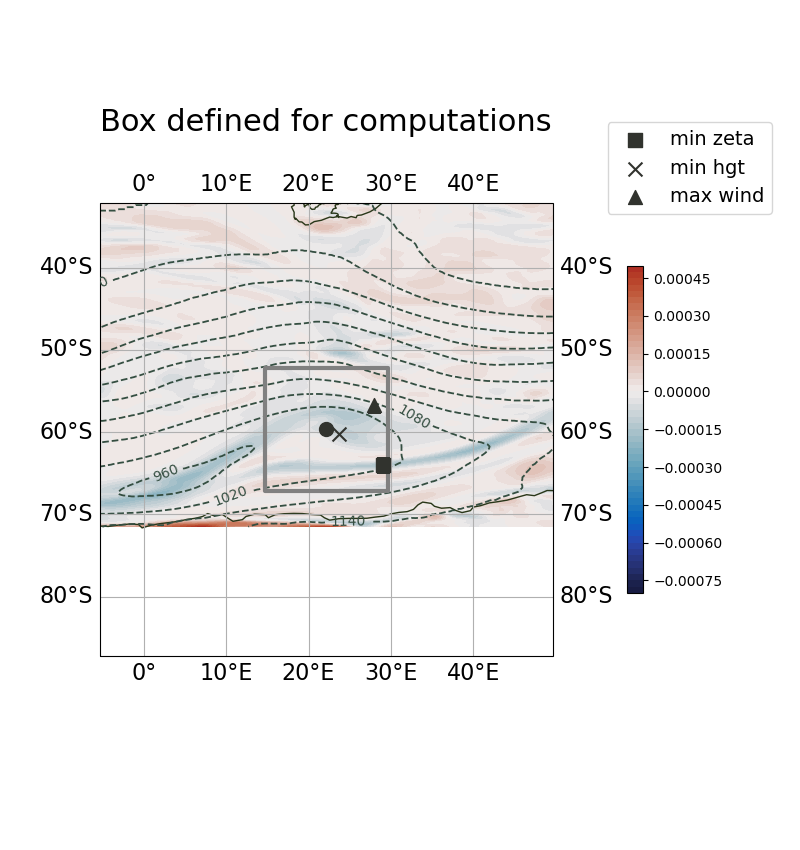 Box defined for computations
min zeta
min hgt
max wind
0° 10°E 20°E 30°E 40°E
40°S 40°S
50°S 50°S
60°S 60°S
70°S 70°S
80°S 80°S
0° 10°E 20°E 30°E 40°E
1080
960
1020
1140
0.00045
0.00030
0.00015
0.00000
−0.00015
−0.00030
−0.00045
−0.00060
−0.00075